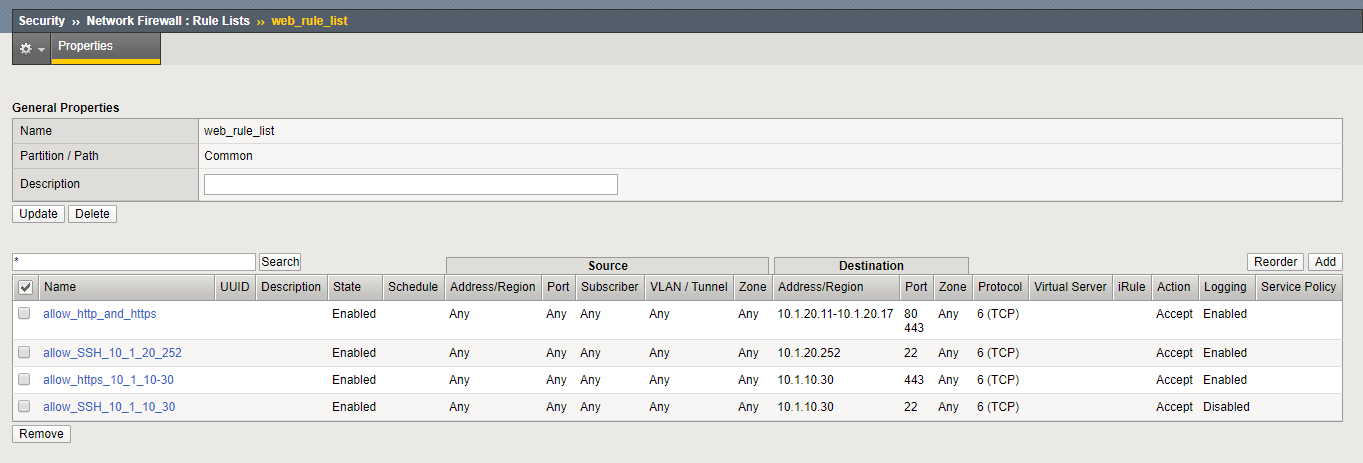 Security ›› Network Firewall : Rule Lists ›› web_rule_list
Properties
General Properties
Name web_rule_list
Partition / Path Common
Description
Update Delete
* Search Source Destination Reorder Add
Name UUID Description State Schedule Address/Region Port Subscriber VLAN / Tunnel Zone Address/Region Port Zone Protocol Virtual Server iRule Action Logging Service Policy
allow_http_and_https Enabled Any Any Any Any Any 10.1.20.11-10.1.20.17 80 Any 6 (TCP) Accept Enabled
443
allow_SSH_10_1_20_252 Enabled Any Any Any Any Any 10.1.20.252 22 Any 6 (TCP) Accept Enabled
allow_https_10_1_10-30 Enabled Any Any Any Any Any 10.1.10.30 443 Any 6 (TCP) Accept Enabled
allow_SSH_10_1_10_30 Enabled Any Any Any Any Any 10.1.10.30 22 Any 6 (TCP) Accept Disabled
Remove